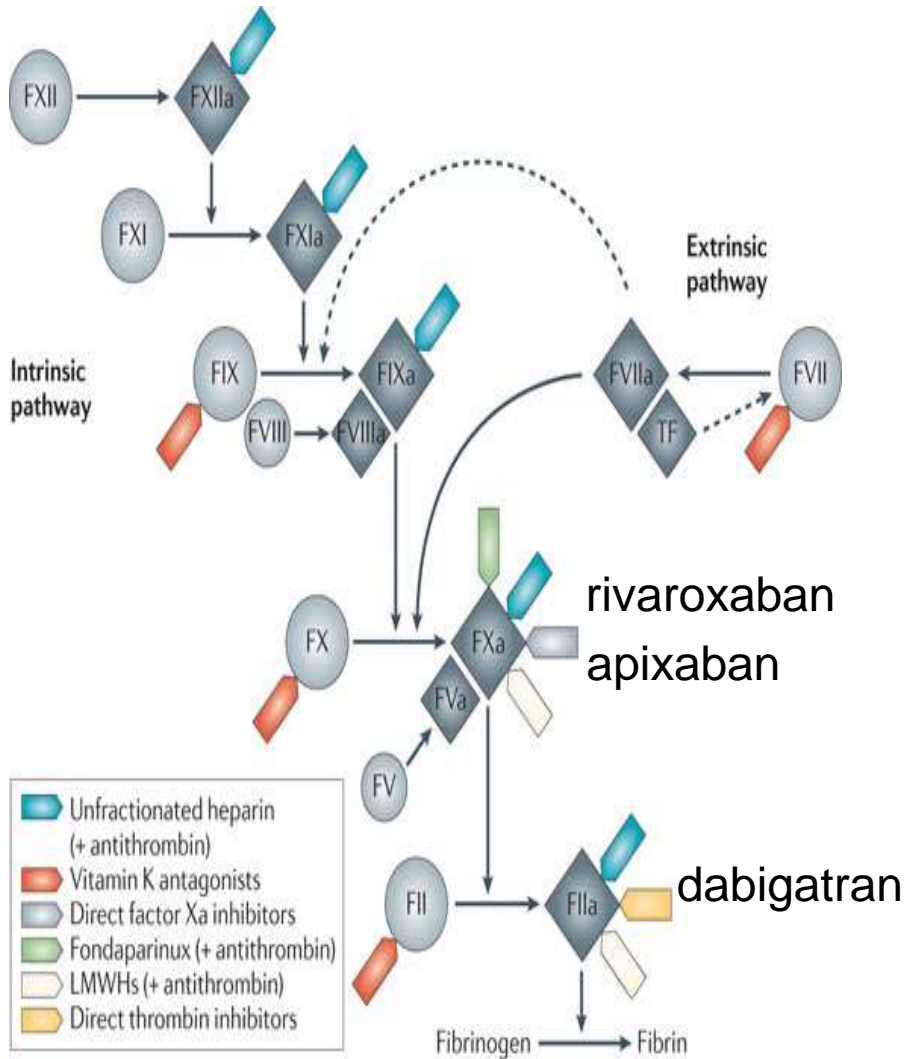 FXII
FXIIa
FXI
FXIa
Extrinsic
pathway
Intrinsic
pathway
FIX
FIXa
FVIIa
FVII
FVIII
FVIIIa
TF
rivaroxaban
FX
FXa
apixaban
FVa
FV
Unfractionated heparin
(+ antithrombin)
Vitamin K antagonists
Direct factor Xa inhibitors
Fondaparinux (+ antithrombin)
LMWHs (+ antithrombin)
Direct thrombin inhibitors
FII
FIIa
dabigatran
Fibrinogen
Fibrin